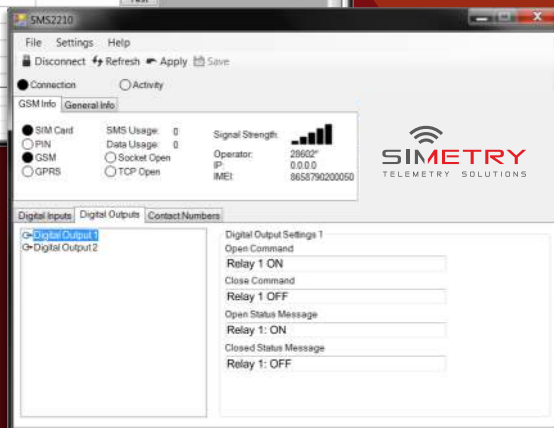 Test
SMS2210
File Settings Help
Disconnect Refresh Apply Save
Connection Activity
GSM Info General Info
SIM Card SMS Usage: 0 Signal Strength:
PIN Data Usage: 0
GSM Socket Open Operator: 28602"
GPRS TCP Open IP: 0.0.0.0
IMEI: 8658790200050
SIMETRY
TELEMETRY SOLUTIONS
Digital Inputs Digital Outputs Contact Numbers
Digital Output 1
Digital Output 2
Digital Output Settings 1
Open Command
Relay 1 ON
Close Command
Relay 1 OFF
Open Status Message
Relay 1: ON
Closed Status Message
Relay 1: OFF